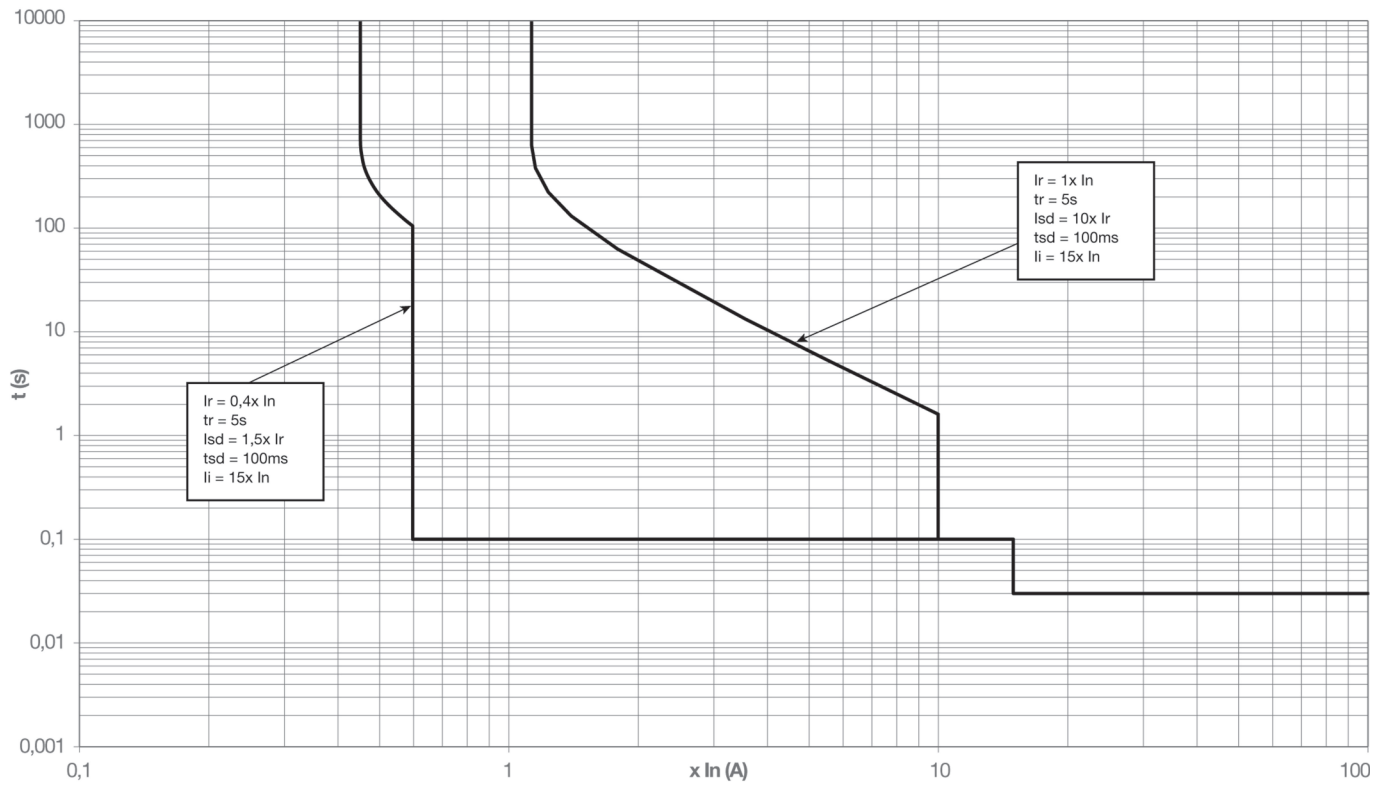 10000
1000
100
10
1
0,1
0,01
0,001
t (s)
0,1
1
10
100
x In (A)
Ir = 0,4x In
tr = 5s
Isd = 1,5x Ir
tsd = 100ms
Ii = 15x In
Ir = 1x In
tr = 5s
Isd = 10x Ir
tsd = 100ms
Ii = 15x In